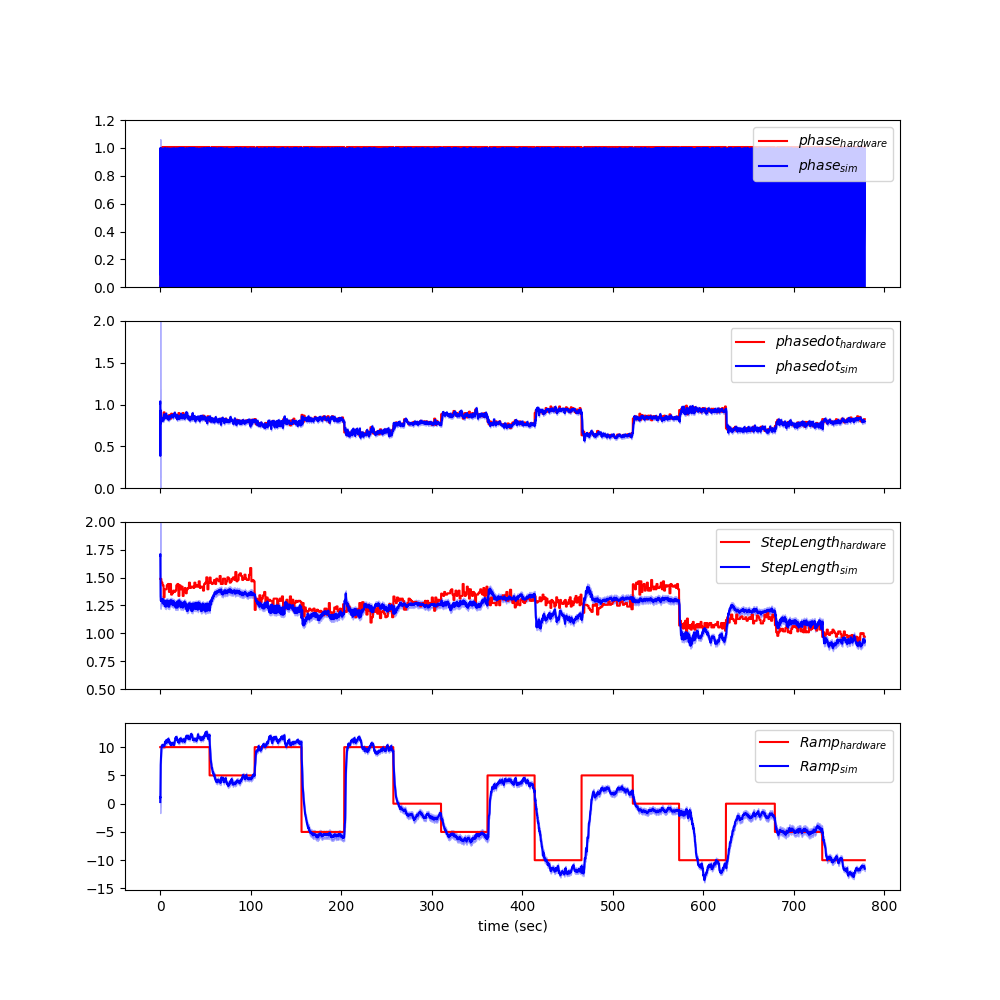 1.2
1.0
0.8
0.6
0.4
0.2
0.0
phase_hardware
phase_sim
2.0
1.5
1.0
0.5
0.0
phasedot_hardware
phasedot_sim
2.00
1.75
1.50
1.25
1.00
0.75
0.50
StepLength_hardware
StepLength_sim
10
5
0
−5
−10
−15
Ramp_hardware
Ramp_sim
0 100 200 300 400 500 600 700 800
time (sec)